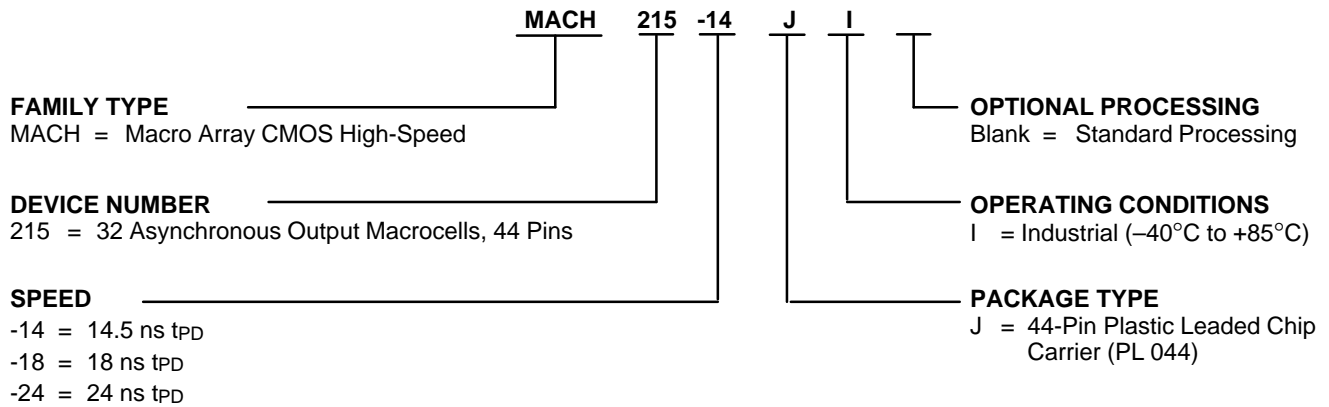 MACH 215 -14 J I
FAMILY TYPE
MACH = Macro Array CMOS High-Speed
DEVICE NUMBER
215 = 32 Asynchronous Output Macrocells, 44 Pins
SPEED
-14 = 14.5 ns tPD
-18 = 18 ns tPD
-24 = 24 ns tPD
OPTIONAL PROCESSING
Blank = Standard Processing
OPERATING CONDITIONS
I = Industrial (–40°C to +85°C)
PACKAGE TYPE
J = 44-Pin Plastic Leaded Chip
Carrier (PL 044)